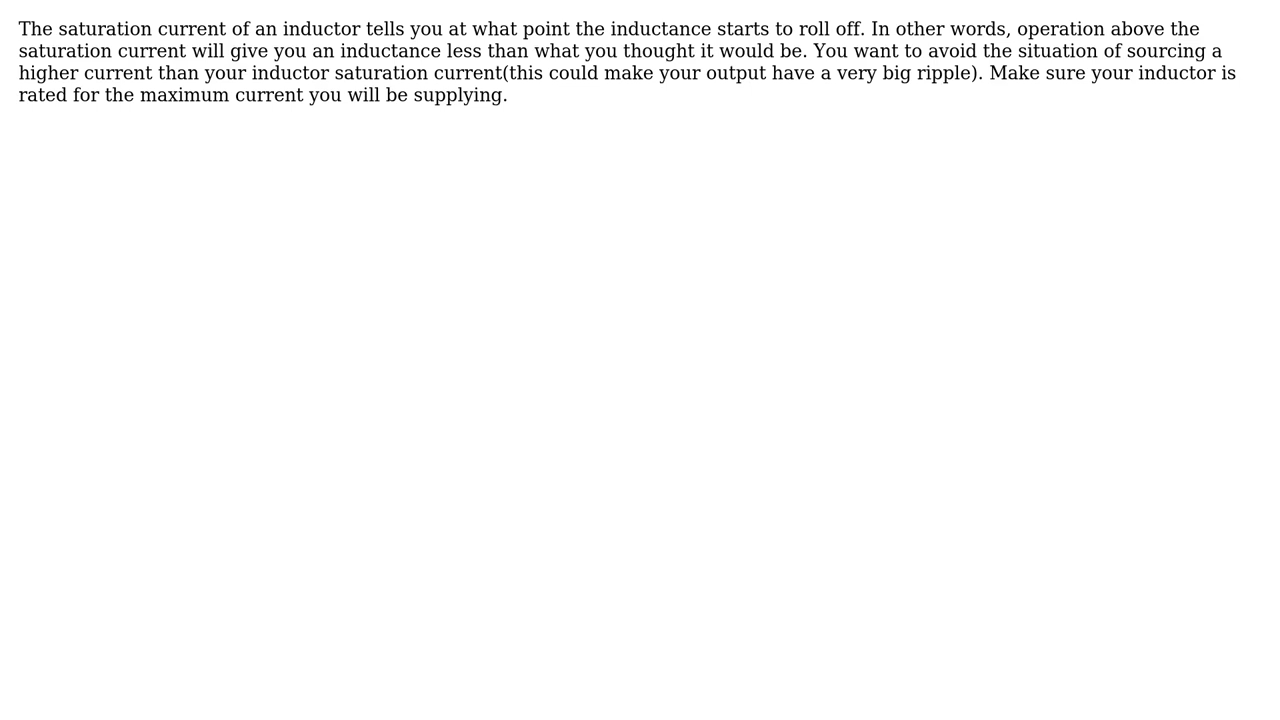 The saturation current of an inductor tells you at what point the inductance starts to roll off. In other words, operation above the
saturation current will give you an inductance less than what you thought it would be. You want to avoid the situation of sourcing a
higher current than your inductor saturation current(this could make your output have a very big ripple). Make sure your inductor is
rated for the maximum current you will be supplying.